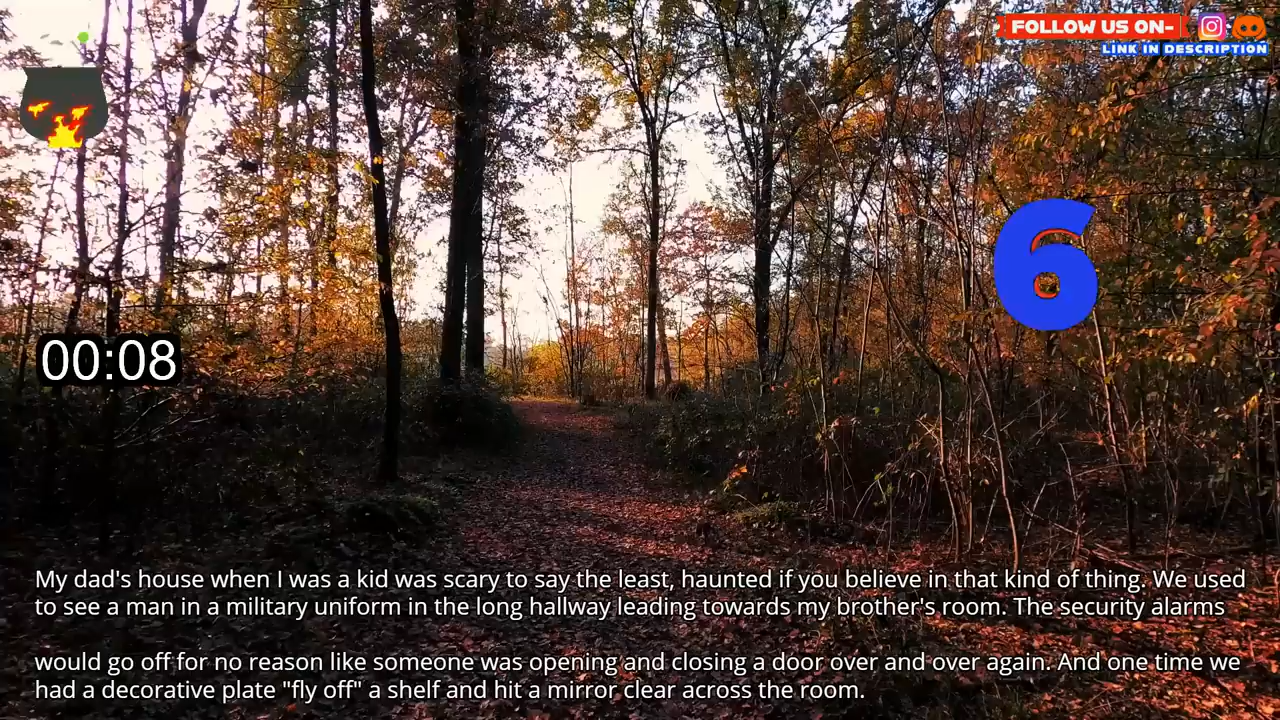 FOLLOW US ON-
LINK IN DESCRIPTION
6
00:08
My dad's house when I was a kid was scary to say the least, haunted if you believe in that kind of thing. We used
to see a man in a military uniform in the long hallway leading towards my brother's room. The security alarms
would go off for no reason like someone was opening and closing a door over and over again. And one time we
had a decorative plate "fly off" a shelf and hit a mirror clear across the room.